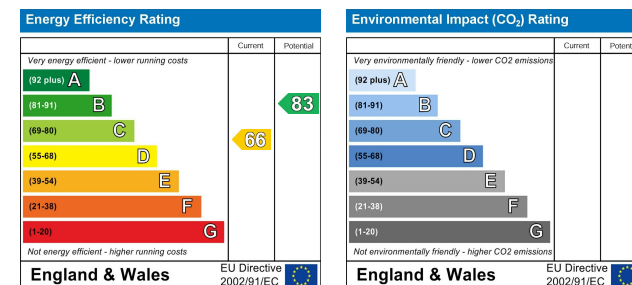 Energy Efficiency Rating
Current Potential
Very energy efficient - lower running costs
(92 plus) A
(81-91) B
83
(69-80) C
66
(55-68) D
(39-54) E
(21-38) F
(1-20) G
Not energy efficient - higher running costs
England & Wales
EU Directive
2002/91/EC
Environmental Impact (CO₂) Rating
Current Potent
Very environmentally friendly - lower CO2 emissions
(92 plus) A
(81-91) B
(69-80) C
(55-68) D
(39-54) E
(21-38) F
(1-20) G
Not environmentally friendly - higher CO2 emissions
England & Wales
EU Directive
2002/91/EC